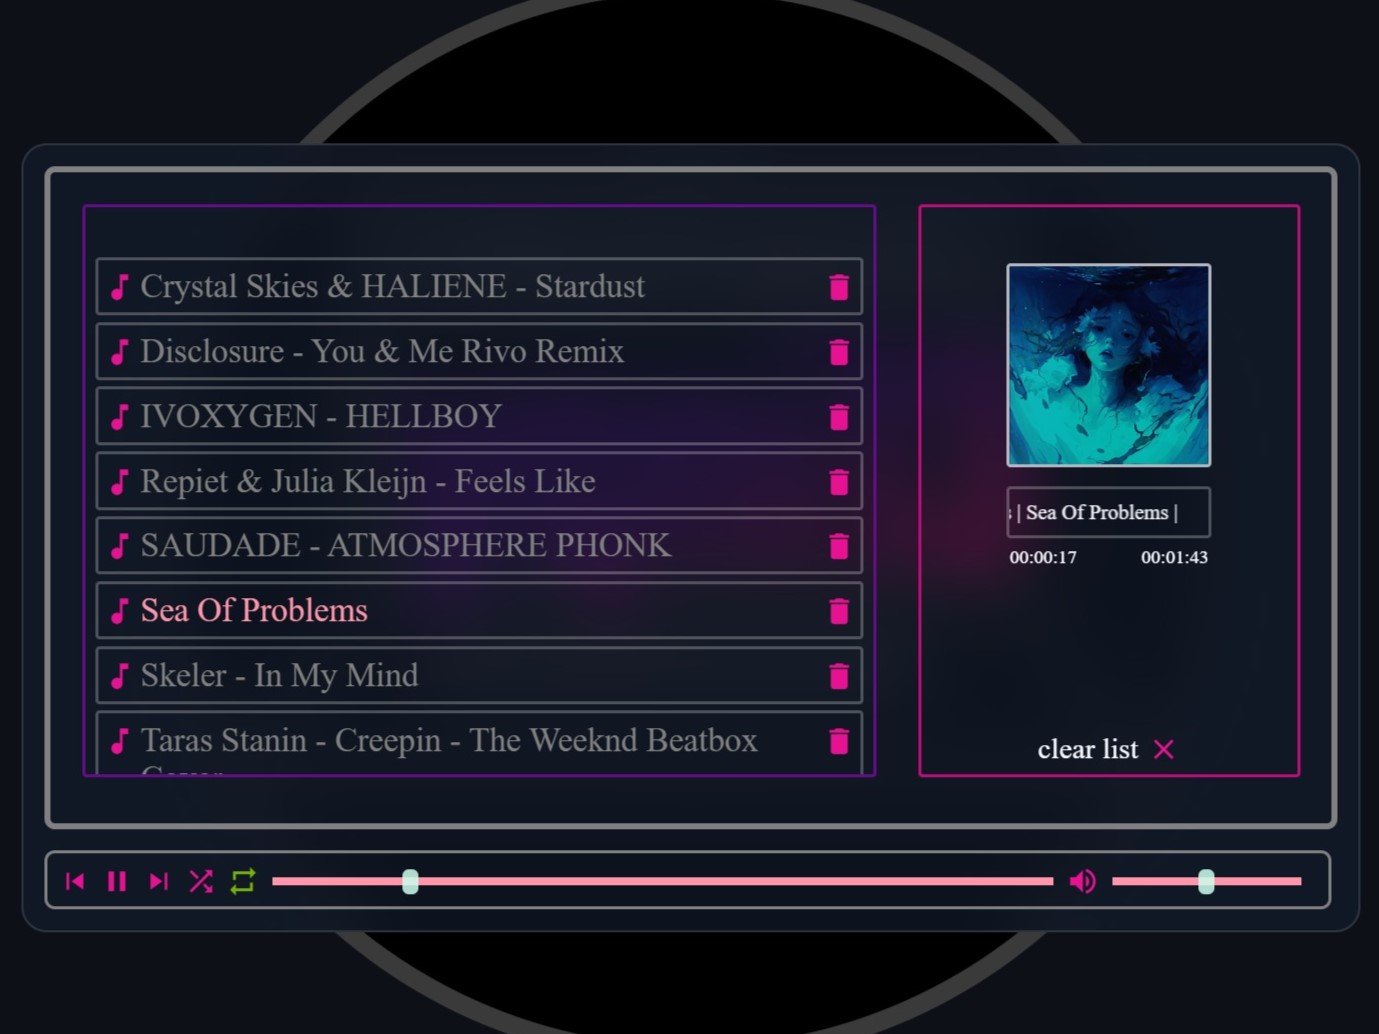 Crystal Skies & HALIENE - Stardust
Disclosure - You & Me Rivo Remix
IVOXYGEN - HELLBOY
Repiet & Julia Kleijn - Feels Like
SAUDADE - ATMOSPHERE PHONK
Sea Of Problems
Skeler - In My Mind
Taras Stanin - Creepin - The Weeknd Beatbox
| Sea Of Problems |
00:00:17 00:01:43
clear list